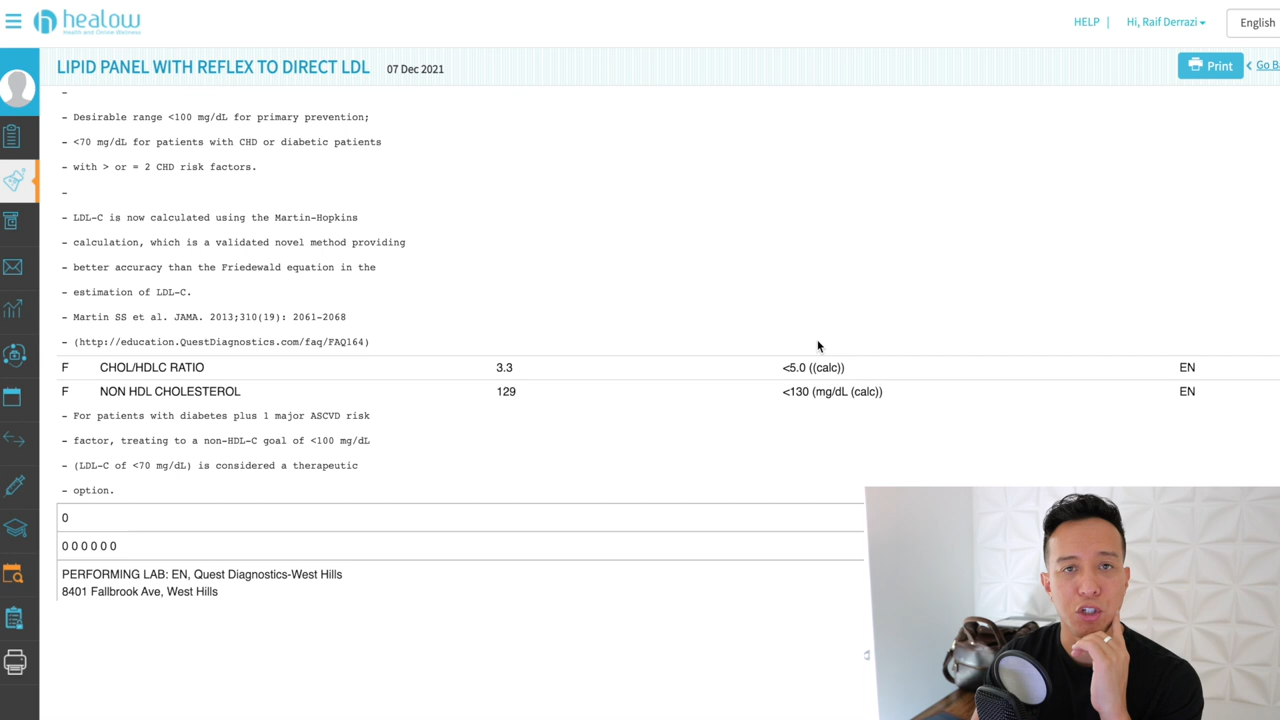 healow
Health and Online Wellness
HELP |
Hi, Raif Derrazi
English
LIPID PANEL WITH REFLEX TO DIRECT LDL 07 Dec 2021
Print
Go
-
- Desirable range <100 mg/dL for primary prevention;
- <70 mg/dL for patients with CHD or diabetic patients
- with > or = 2 CHD risk factors.
-
- LDL-C is now calculated using the Martin-Hopkins
- calculation, which is a validated novel method providing
- better accuracy than the Friedewald equation in the
- estimation of LDL-C.
- Martin SS et al. JAMA. 2013;310(19): 2061-2068
- (http://education.QuestDiagnostics.com/faq/FAQ164)
F CHOL/HDLC RATIO 3.3 <5.0 ((calc)) EN
F NON HDL CHOLESTEROL 129 <130 (mg/dL (calc)) EN
- For patients with diabetes plus 1 major ASCVD risk
- factor, treating to a non-HDL-C goal of <100 mg/dL
- (LDL-C of <70 mg/dL) is considered a therapeutic
- option.
0
0 0 0 0 0 0
PERFORMING LAB: EN, Quest Diagnostics-West Hills
8401 Fallbrook Ave, West Hills